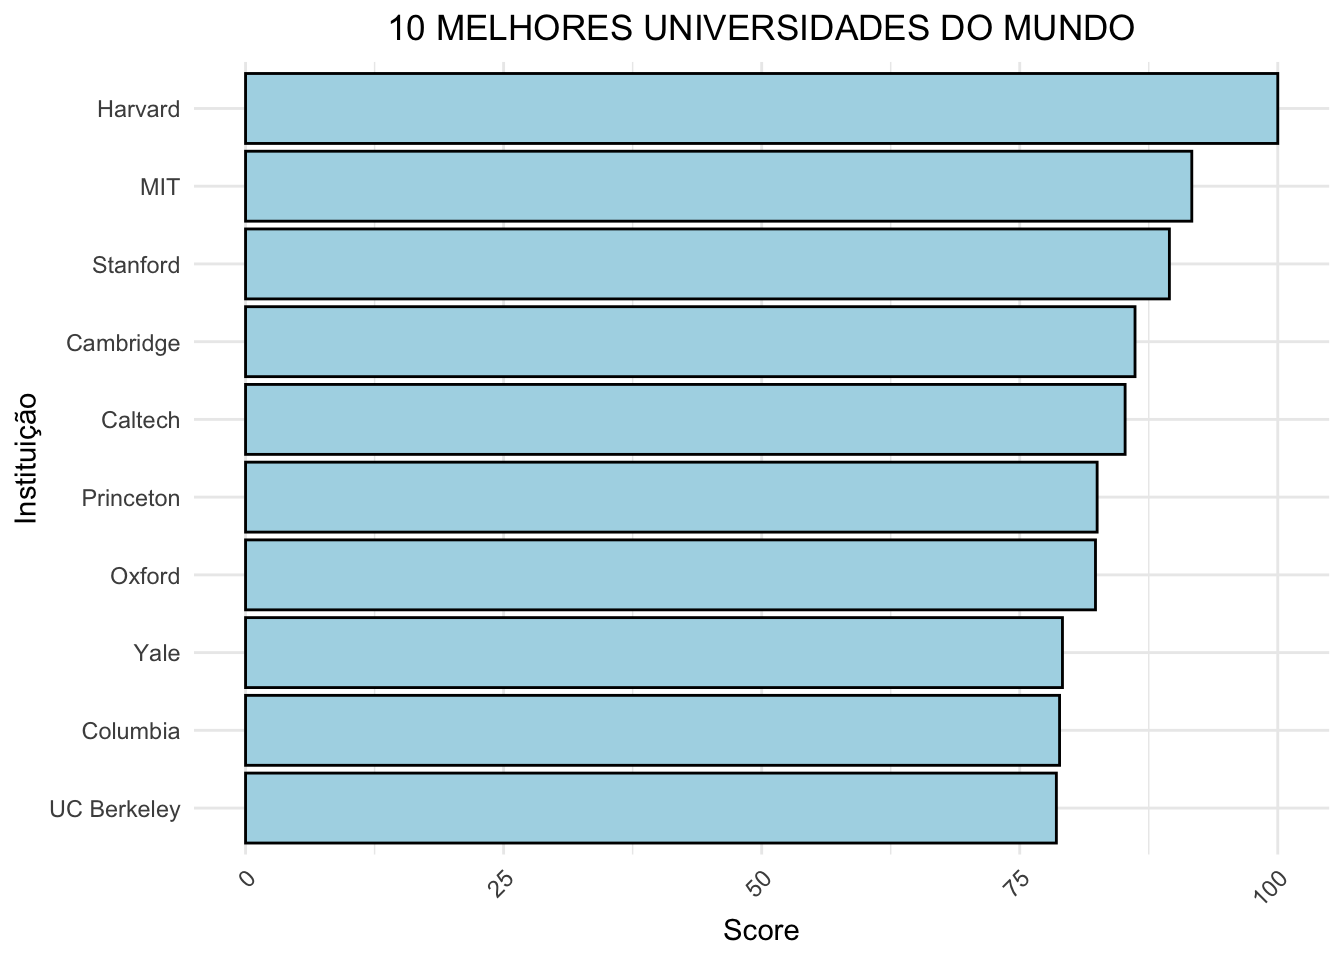 10 MELHORES UNIVERSIDADES DO MUNDO
Instituição
Harvard
MIT
Stanford
Cambridge
Caltech
Princeton
Oxford
Yale
Columbia
UC Berkeley
0
25
50
75
100
Score